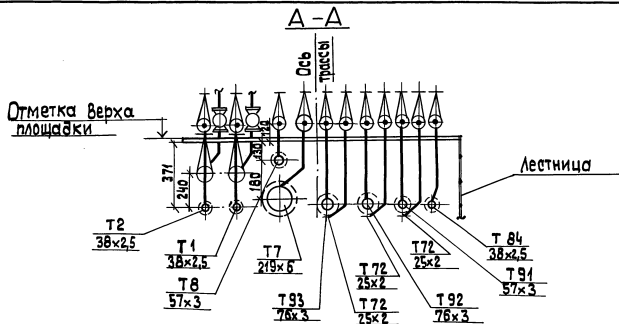 А-А
Ось
трассы
Отметка верха
площадки
120
130
371
240
180
Лестница
Т2
38х2,5
Т1
38х2,5
Т8
57х3
Т7
219х6
Т93
76х3
Т72
25х2
Т72
25х2
Т92
76х3
Т72
25х2
Т91
57х3
Т84
38х2,5